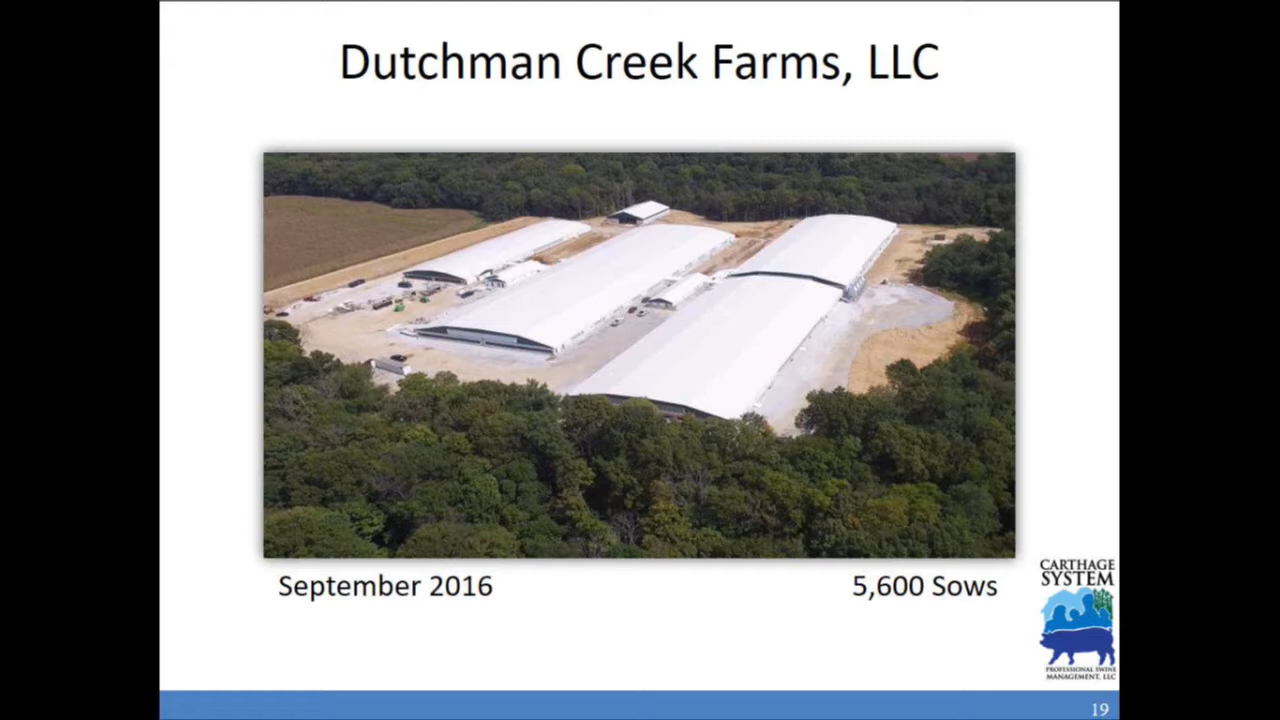 Dutchman Creek Farms, LLC
September 2016
5,600 Sows
CARTHAGE
SYSTEM
PROFESSIONAL SWINE
MANAGEMENT, LLC
19